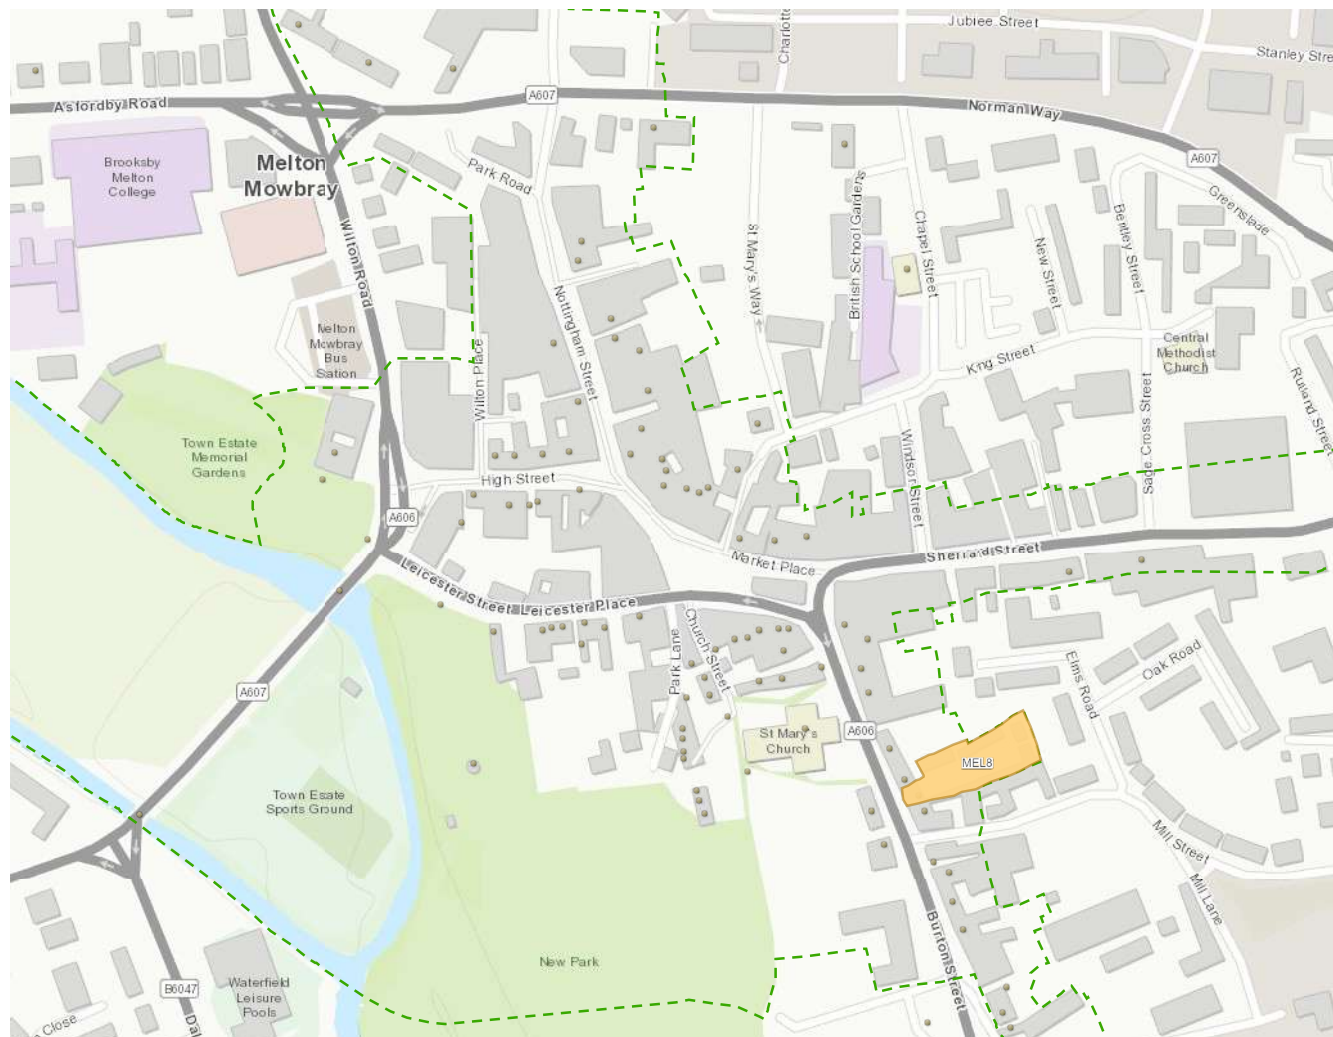 Jubilee Street
Charlotte
Stanley Stre
Asfordby Road
A607
Norman Way
A607
Brooksby
Melton
College
Melton
Mowbray
Park Road
Greenslade
British School Gardens
Chapel Street
Bentley Street
New Street
Wilton Road
St Mary's Way
Nottingham Street
Melton
Mowbray
Bus
Station
Wilton Place
King Street
Central
Methodist
Church
Rutland Street
Sage Cross Street
Windsor Street
Town Estate
Memorial
Gardens
High Street
A606
Market Place
Sherrard Street
Leicester Street
Leicester Place
Park Lane
Church Street
Elms Road
Oak Road
A607
A606
St Mary's
Church
MEL8
Town Estate
Sports Ground
Mill Street
Mill Lane
Burton Street
New Park
B6047
Waterfield
Leisure
Pools
Close
Dal